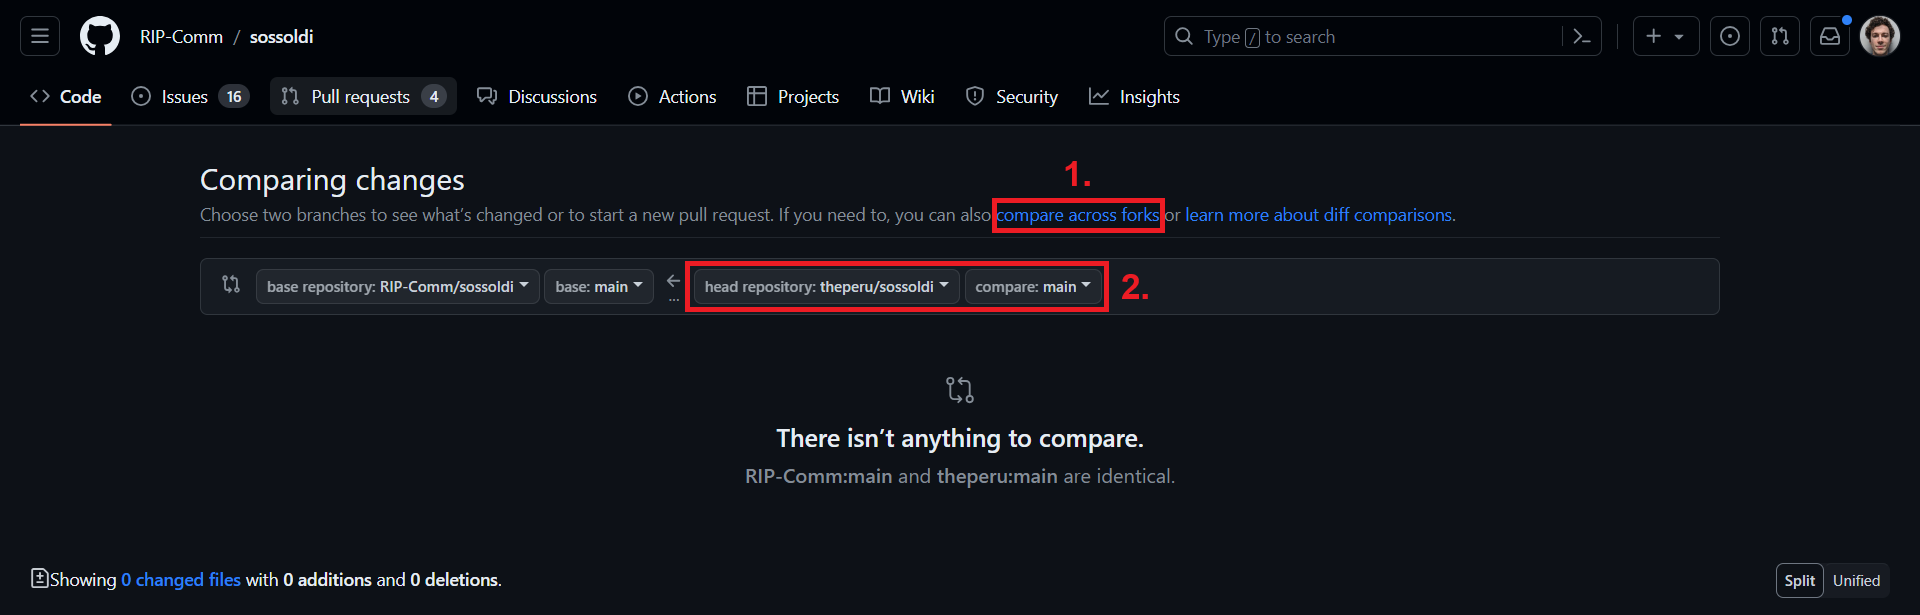 RIP-Comm / sossoldi
Type / to search
Code Issues 16 Pull requests 4 Discussions Actions Projects Wiki Security Insights
1.
Comparing changes
Choose two branches to see what’s changed or to start a new pull request. If you need to, you can also compare across forks or learn more about diff comparisons.
base repository: RIP-Comm/sossoldi base: main ... head repository: theperu/sossoldi compare: main 2.
There isn’t anything to compare.
RIP-Comm:main and theperu:main are identical.
Showing 0 changed files with 0 additions and 0 deletions.
Split Unified